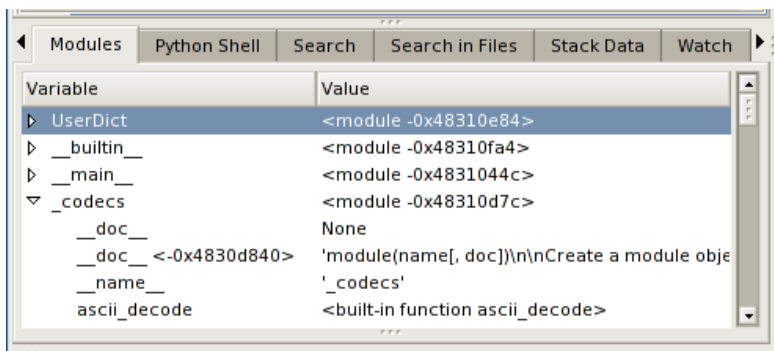 Modules Python Shell Search Search in Files Stack Data Watch
Variable Value
UserDict <module -0x48310e84>
__builtin__ <module -0x48310fa4>
__main__ <module -0x4831044c>
_codecs <module -0x48310d7c>
__doc__ None
__doc__ <-0x4830d840> 'module(name[, doc])\n\nCreate a module obje
__name__ '_codecs'
ascii_decode <built-in function ascii_decode>